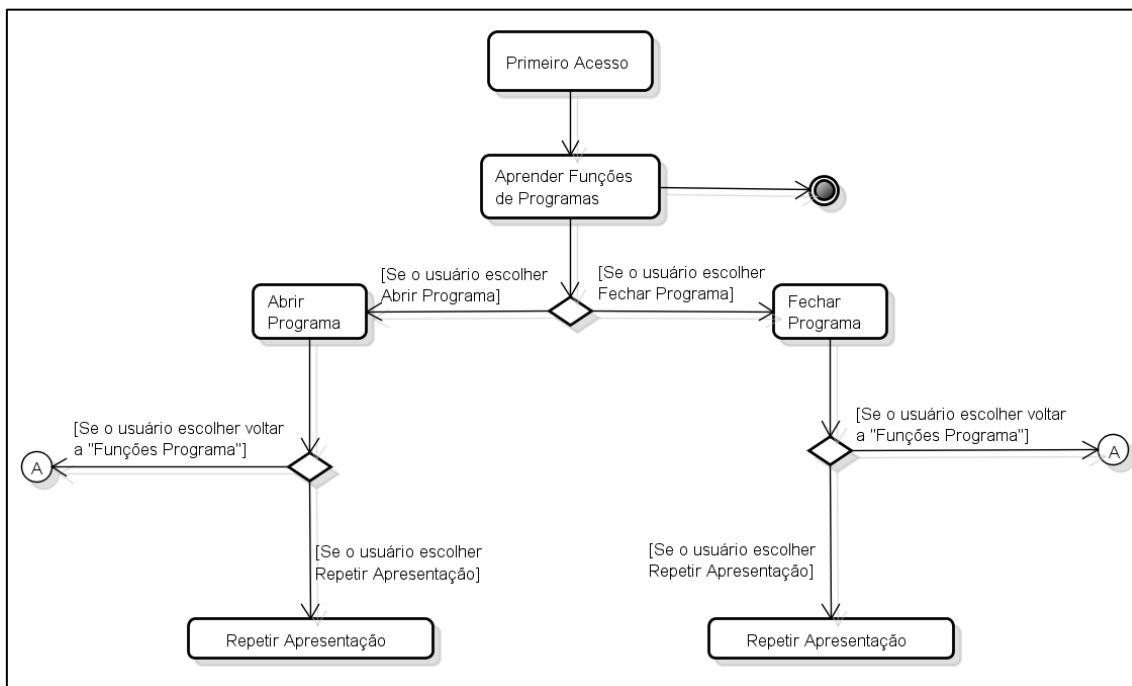 Primeiro Acesso
Aprender Funções
de Programas
[Se o usuário escolher
Abrir Programa]
[Se o usuário escolher
Fechar Programa]
Abrir
Programa
Fechar
Programa
[Se o usuário escolher voltar
a "Funções Programa"]
A
[Se o usuário escolher voltar
a "Funções Programa"]
A
[Se o usuário escolher
Repetir Apresentação]
[Se o usuário escolher
Repetir Apresentação]
Repetir Apresentação
Repetir Apresentação